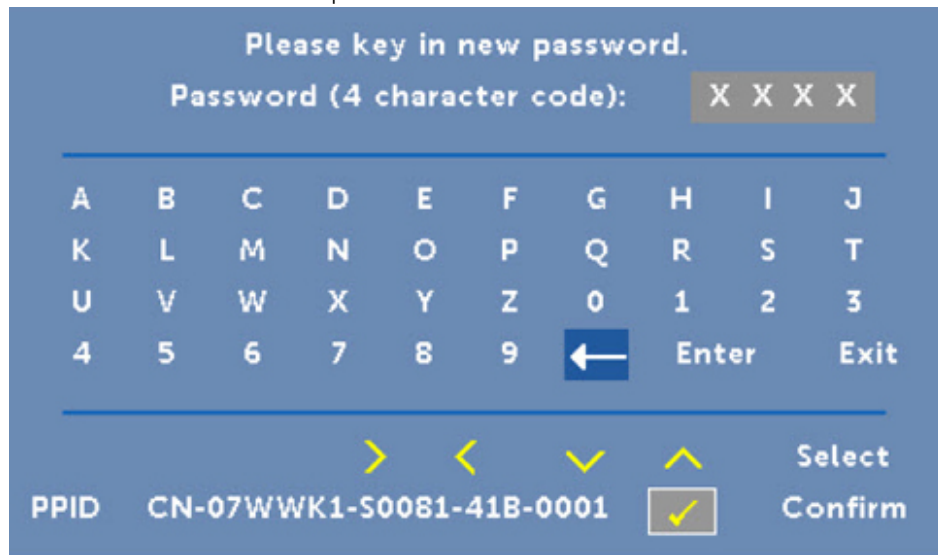 Please key in new password.
Password (4 character code): X X X X
A B C D E F G H I J
K L M N O P Q R S T
U V W X Y Z 0 1 2 3
4 5 6 7 8 9 ← Enter Exit
> < ∨ ∧ Select
PPID CN-07WWK1-S0081-41B-0001 ✓ Confirm